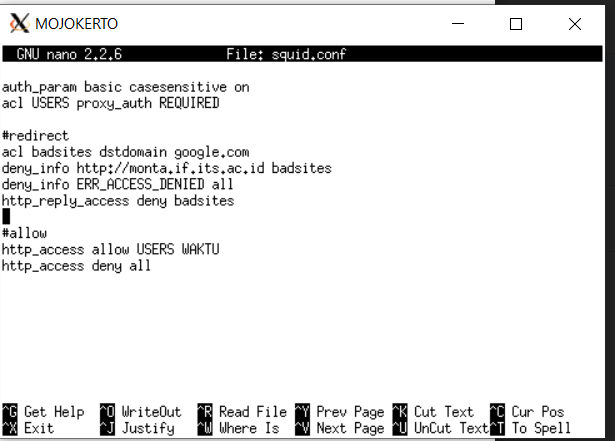 MOJOKERTO
GNU nano 2.2.6 File: squid.conf
auth_param basic casesensitive on
acl USERS proxy_auth REQUIRED
#redirect
acl badsites dstdomain google.com
deny_info http://monta.if.its.ac.id badsites
deny_info ERR_ACCESS_DENIED all
http_reply_access deny badsites
#allow
http_access allow USERS WAKTU
http_access deny all
^G Get Help ^O WriteOut ^R Read File ^Y Prev Page ^K Cut Text ^C Cur Pos
^X Exit ^J Justify ^W Where Is ^V Next Page ^U UnCut Text ^T To Spell